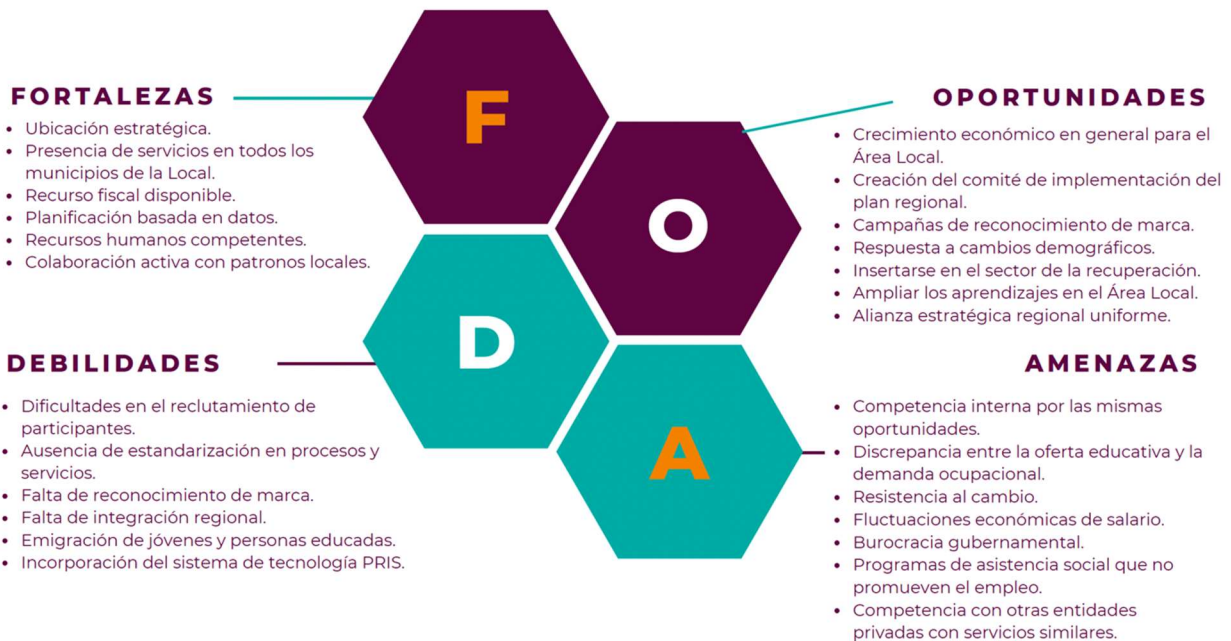 FORTALEZAS
• Ubicación estratégica.
• Presencia de servicios en todos los
municipios de la Local.
• Recurso fiscal disponible.
• Planificación basada en datos.
• Recursos humanos competentes.
• Colaboración activa con patronos locales.
F
OPORTUNIDADES
• Crecimiento económico en general para el
Área Local.
• Creación del comité de implementación del
plan regional.
• Campañas de reconocimiento de marca.
• Respuesta a cambios demográficos.
• Insertarse en el sector de la recuperación.
• Ampliar los aprendizajes en el Área Local.
• Alianza estratégica regional uniforme.
O
DEBILIDADES
• Dificultades en el reclutamiento de
participantes.
• Ausencia de estandarización en procesos y
servicios.
• Falta de reconocimiento de marca.
• Falta de integración regional.
• Emigración de jóvenes y personas educadas.
• Incorporación del sistema de tecnología PRIS.
D
AMENAZAS
• Competencia interna por las mismas
oportunidades.
• Discrepancia entre la oferta educativa y la
demanda ocupacional.
• Resistencia al cambio.
• Fluctuaciones económicas de salario.
• Burocracia gubernamental.
• Programas de asistencia social que no
promueven el empleo.
• Competencia con otras entidades
privadas con servicios similares.
A